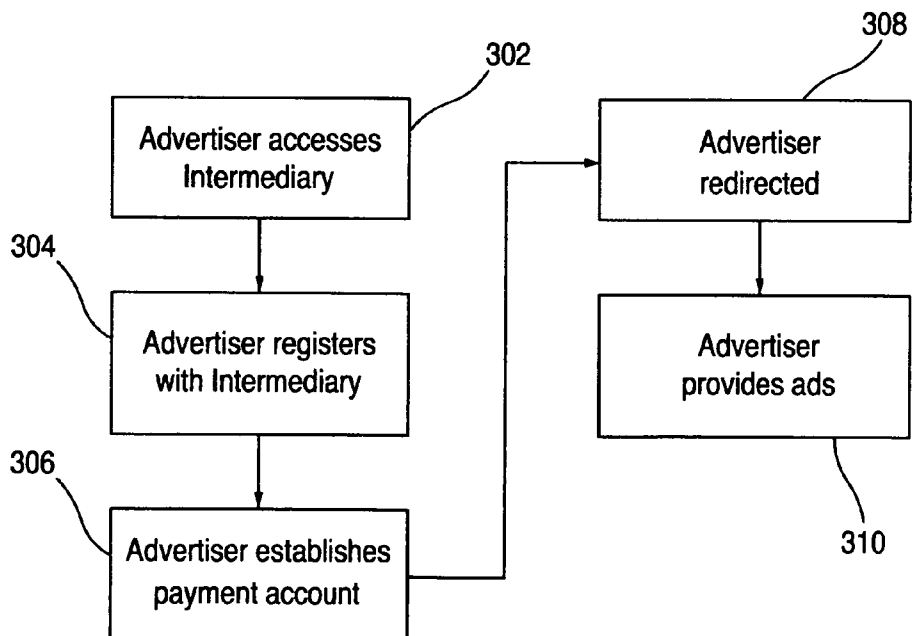 302
Advertiser accesses
Intermediary
304
Advertiser registers
with Intermediary
306
Advertiser establishes
payment account
308
Advertiser
redirected
Advertiser
provides ads
310